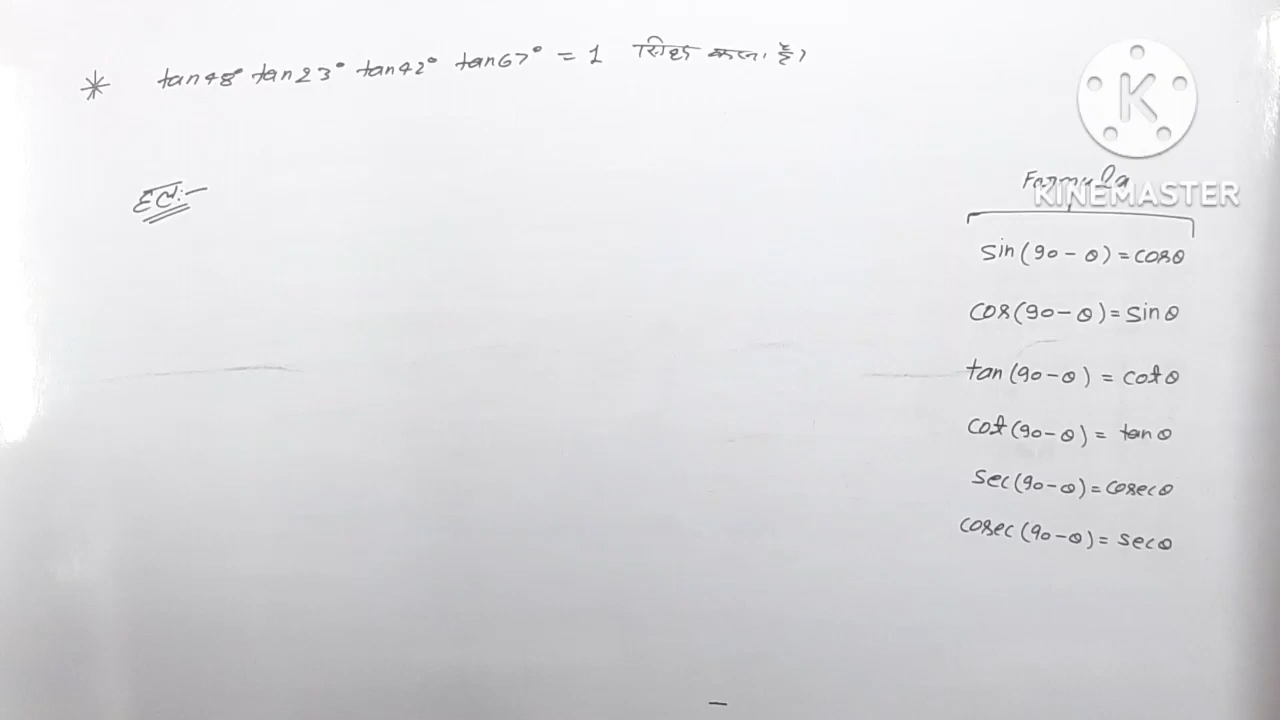 * tan48° tan23° tan42° tan67° = 1 सिद्ध करना है।
हल:-
Formula
KINEMASTER
sin(90-θ)=cosθ
cos(90-θ)=sinθ
tan(90-θ) = cotθ
cot(90-θ) = tanθ
sec(90-θ)=cosecθ
cosec(90-θ)= secθ